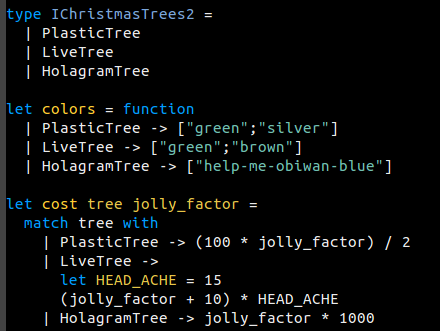 type IChristmasTrees2 =
  | PlasticTree
  | LiveTree
  | HolagramTree

let colors = function
  | PlasticTree -> ["green";"silver"]
  | LiveTree -> ["green";"brown"]
  | HolagramTree -> ["help-me-obiwan-blue"]

let cost tree jolly_factor =
  match tree with
    | PlasticTree -> (100 * jolly_factor) / 2
    | LiveTree ->
      let HEAD_ACHE = 15
      (jolly_factor + 10) * HEAD_ACHE
    | HologramTree -> jolly_factor * 1000